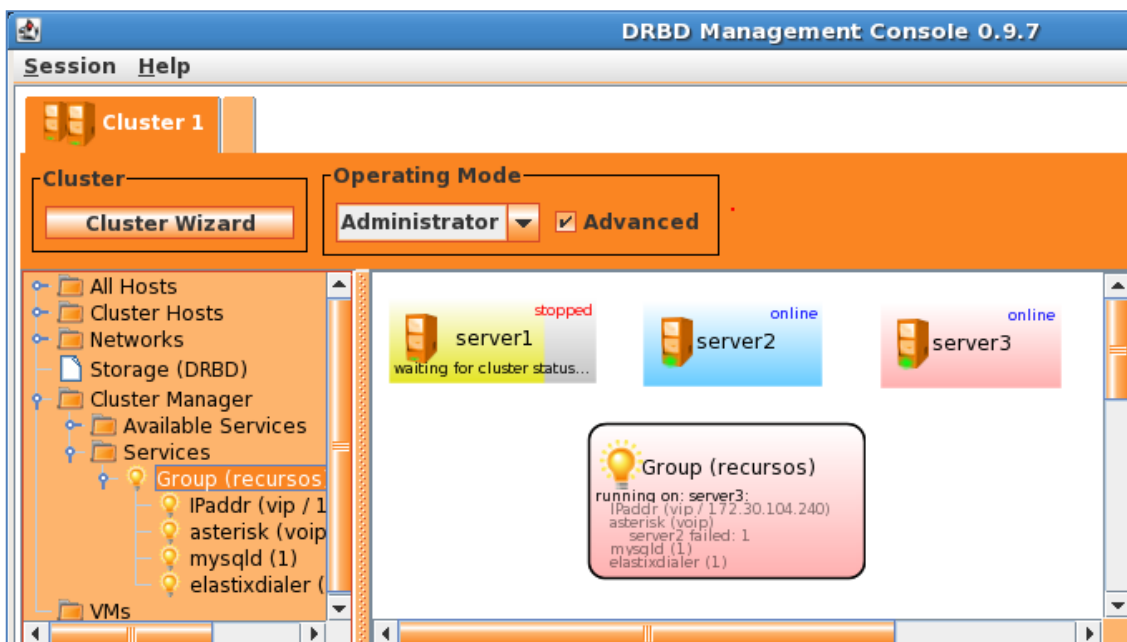 DRBD Management Console 0.9.7
Session Help
Cluster 1
Cluster
Operating Mode
Cluster Wizard
Administrator
Advanced
All Hosts
Cluster Hosts
Networks
Storage (DRBD)
Cluster Manager
Available Services
Services
Group (recursos
IPaddr (vip / 1
asterisk (voip
mysqld (1)
elastixdialer (
VMs
stopped
server1
waiting for cluster status...
online
server2
online
server3
Group (recursos)
running on: server3:
IPaddr (vip / 172.30.104.240)
asterisk (voip)
server2 failed: 1
mysqld (1)
elastixdialer (1)